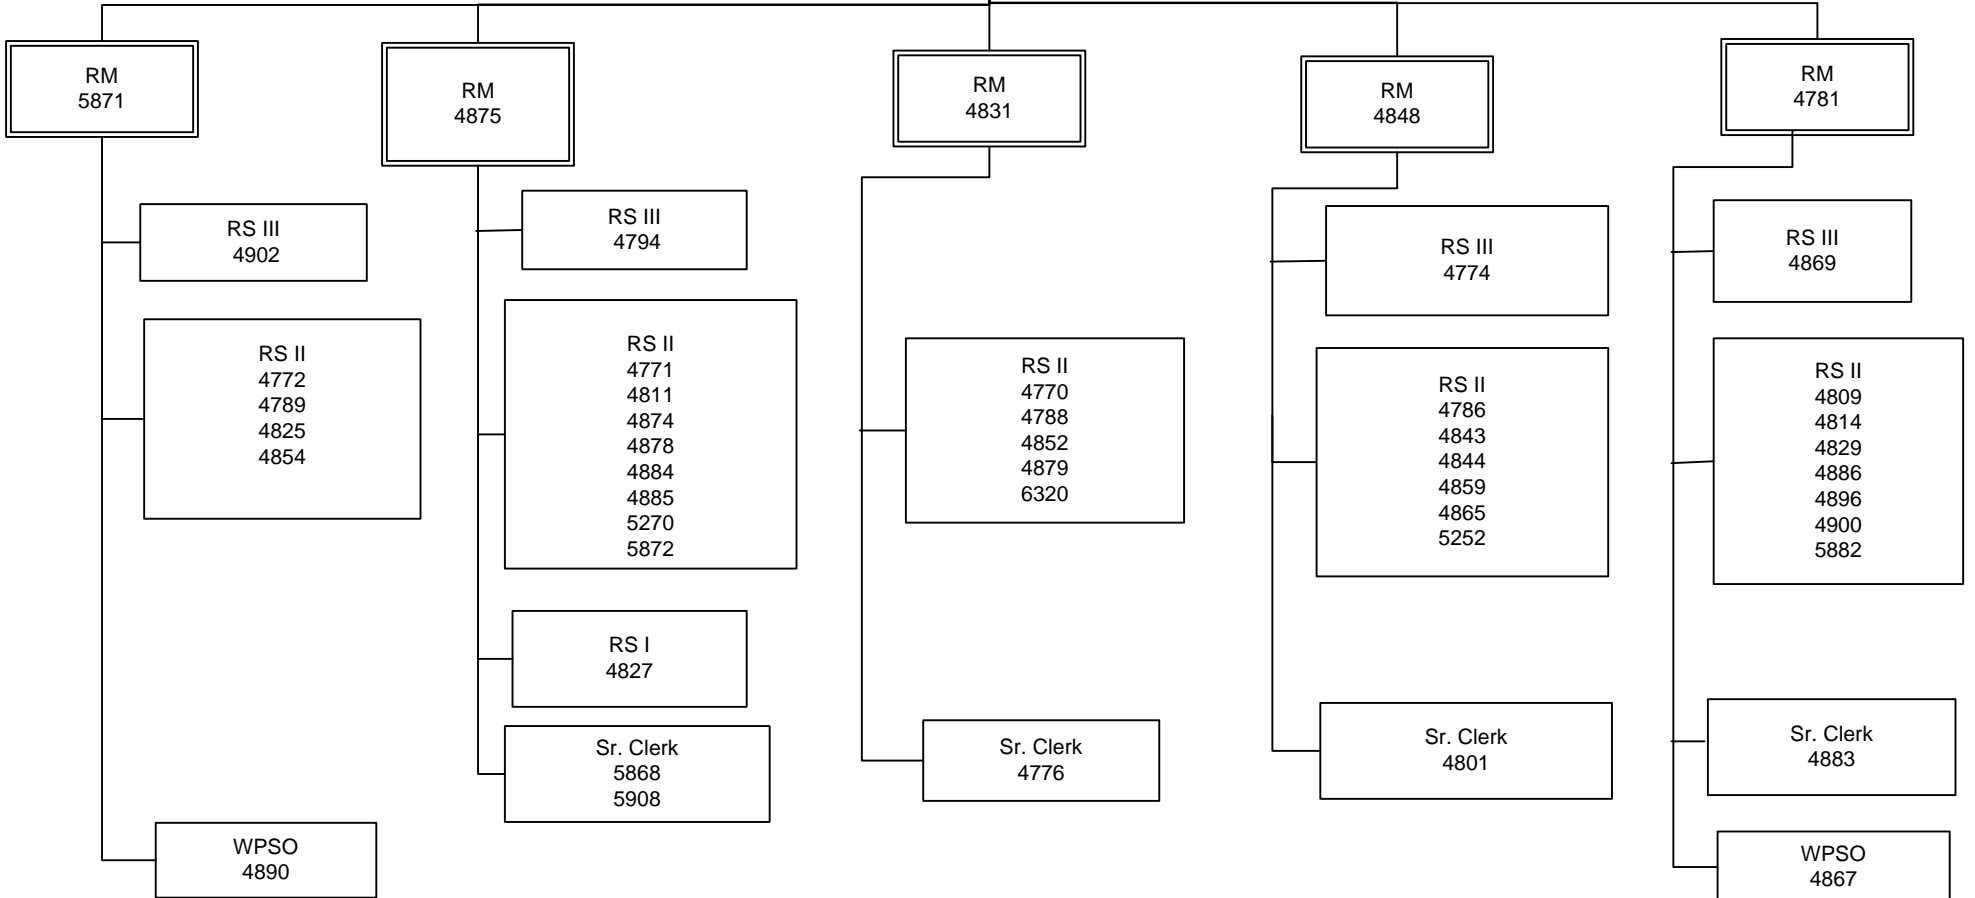 RM
5871
RS III
4902
RS II
4772
4789
4825
4854
WPSO
4890
RM
4875
RS III
4794
RS II
4771
4811
4874
4878
4884
4885
5270
5872
RS I
4827
Sr. Clerk
5868
5908
RM
4831
RS II
4770
4788
4852
4879
6320
Sr. Clerk
4776
RM
4848
RS III
4774
RS II
4786
4843
4844
4859
4865
5252
Sr. Clerk
4801
RM
4781
RS III
4869
RS II
4809
4814
4829
4886
4896
4900
5882
Sr. Clerk
4883
WPSO
4867